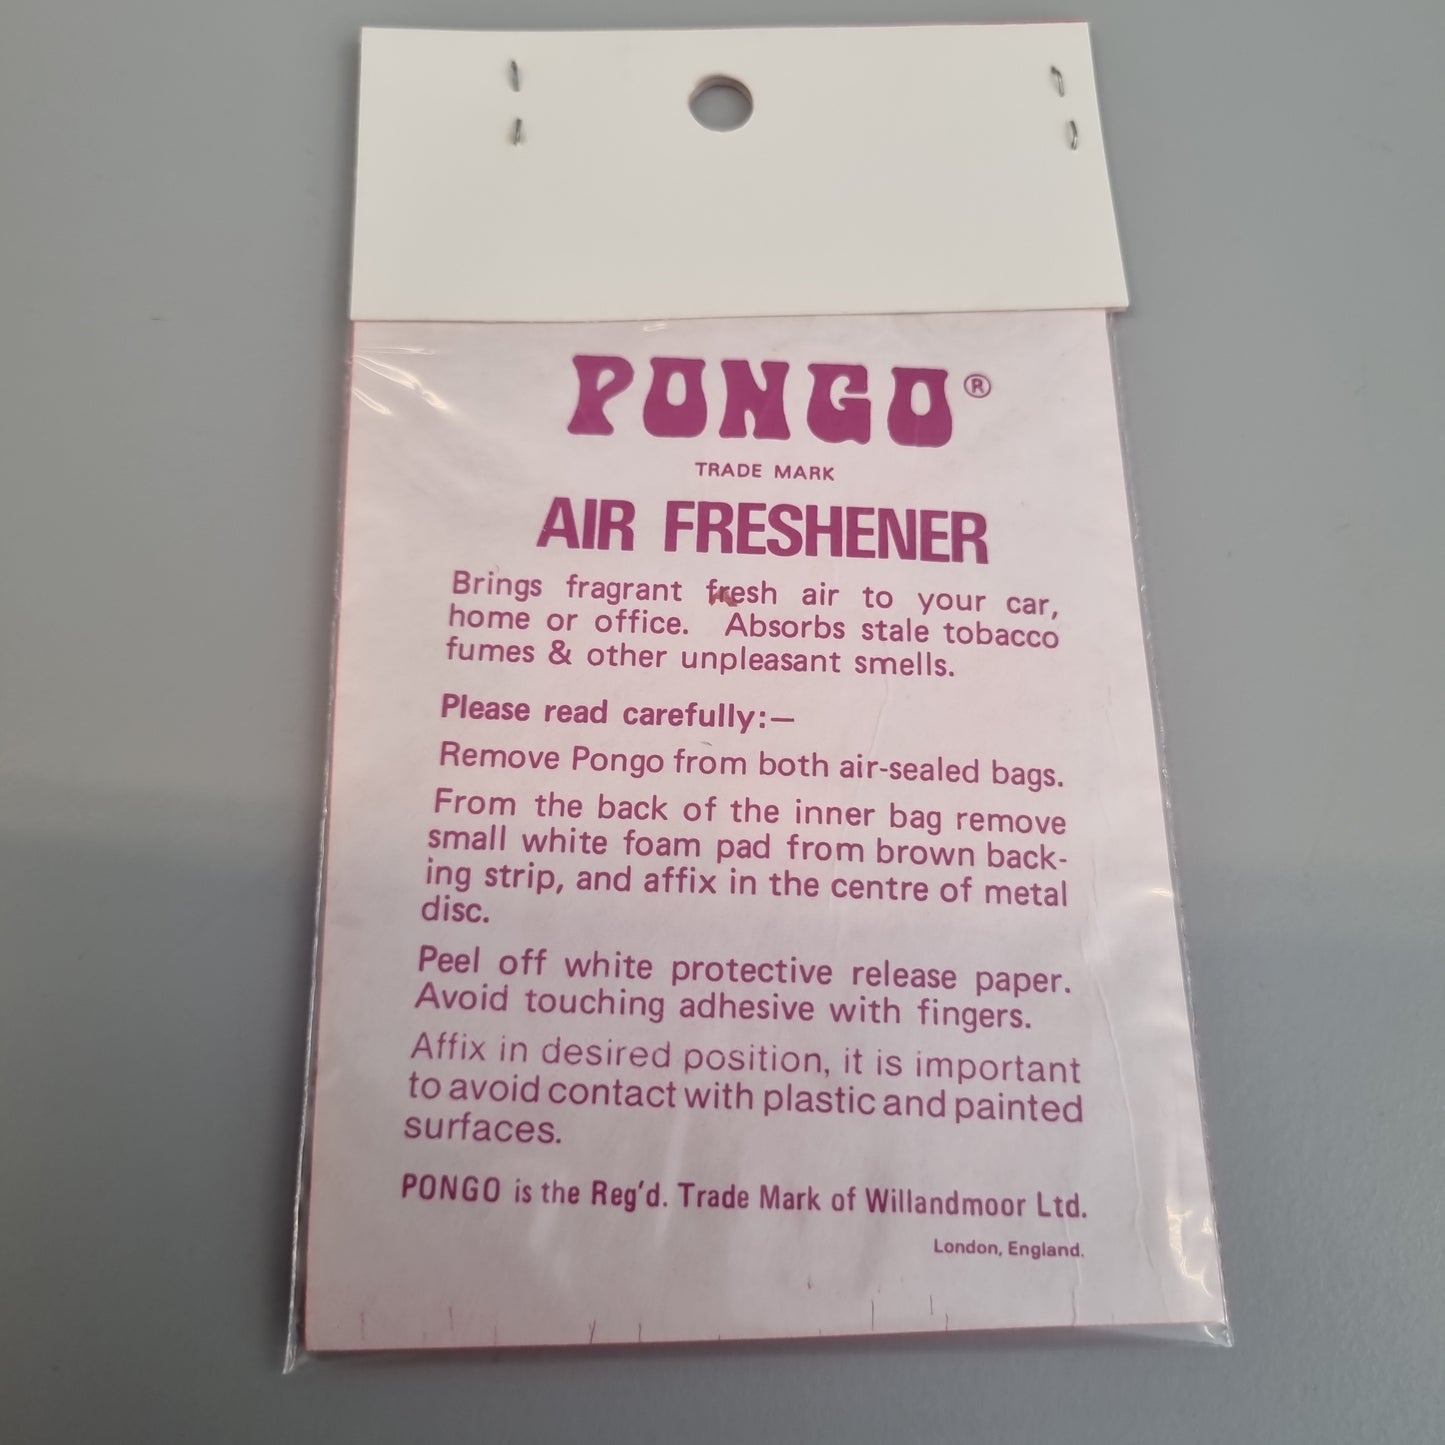 PONGO®
TRADE MARK
AIR FRESHENER
Brings fragrant fresh air to your car,
home or office. Absorbs stale tobacco
fumes & other unpleasant smells.
Please read carefully:—
Remove Pongo from both air-sealed bags.
From the back of the inner bag remove
small white foam pad from brown back-
ing strip, and affix in the centre of metal
disc.
Peel off white protective release paper.
Avoid touching adhesive with fingers.
Affix in desired position, it is important
to avoid contact with plastic and painted
surfaces.
PONGO is the Reg'd. Trade Mark of Willandmoor Ltd.
London, England.